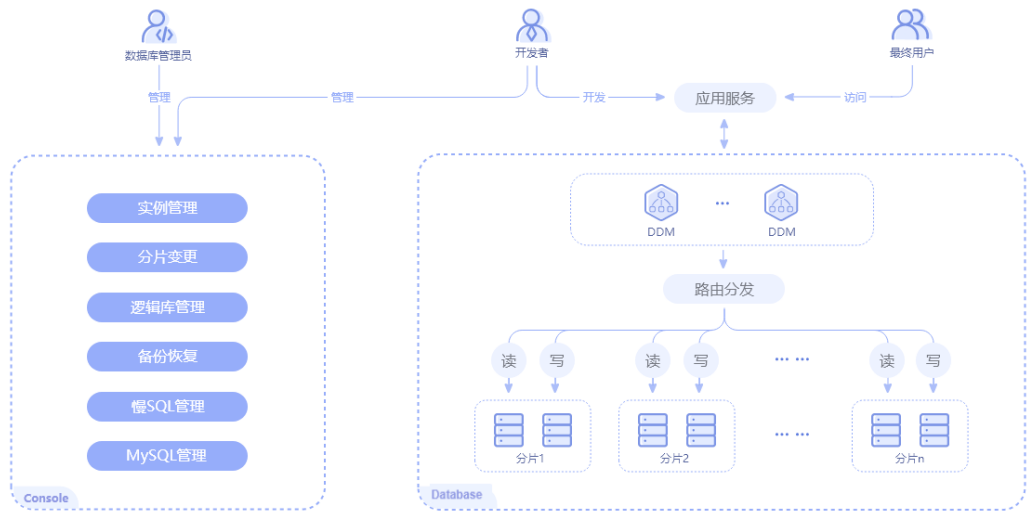 数据库管理员
开发者
最终用户
管理
管理
开发
应用服务
访问
实例管理
分片变更
逻辑库管理
备份恢复
慢SQL管理
MySQL管理
Console
DDM
...
DDM
路由分发
读
写
读
写
... ...
读
写
分片1
分片2
... ...
分片n
Database